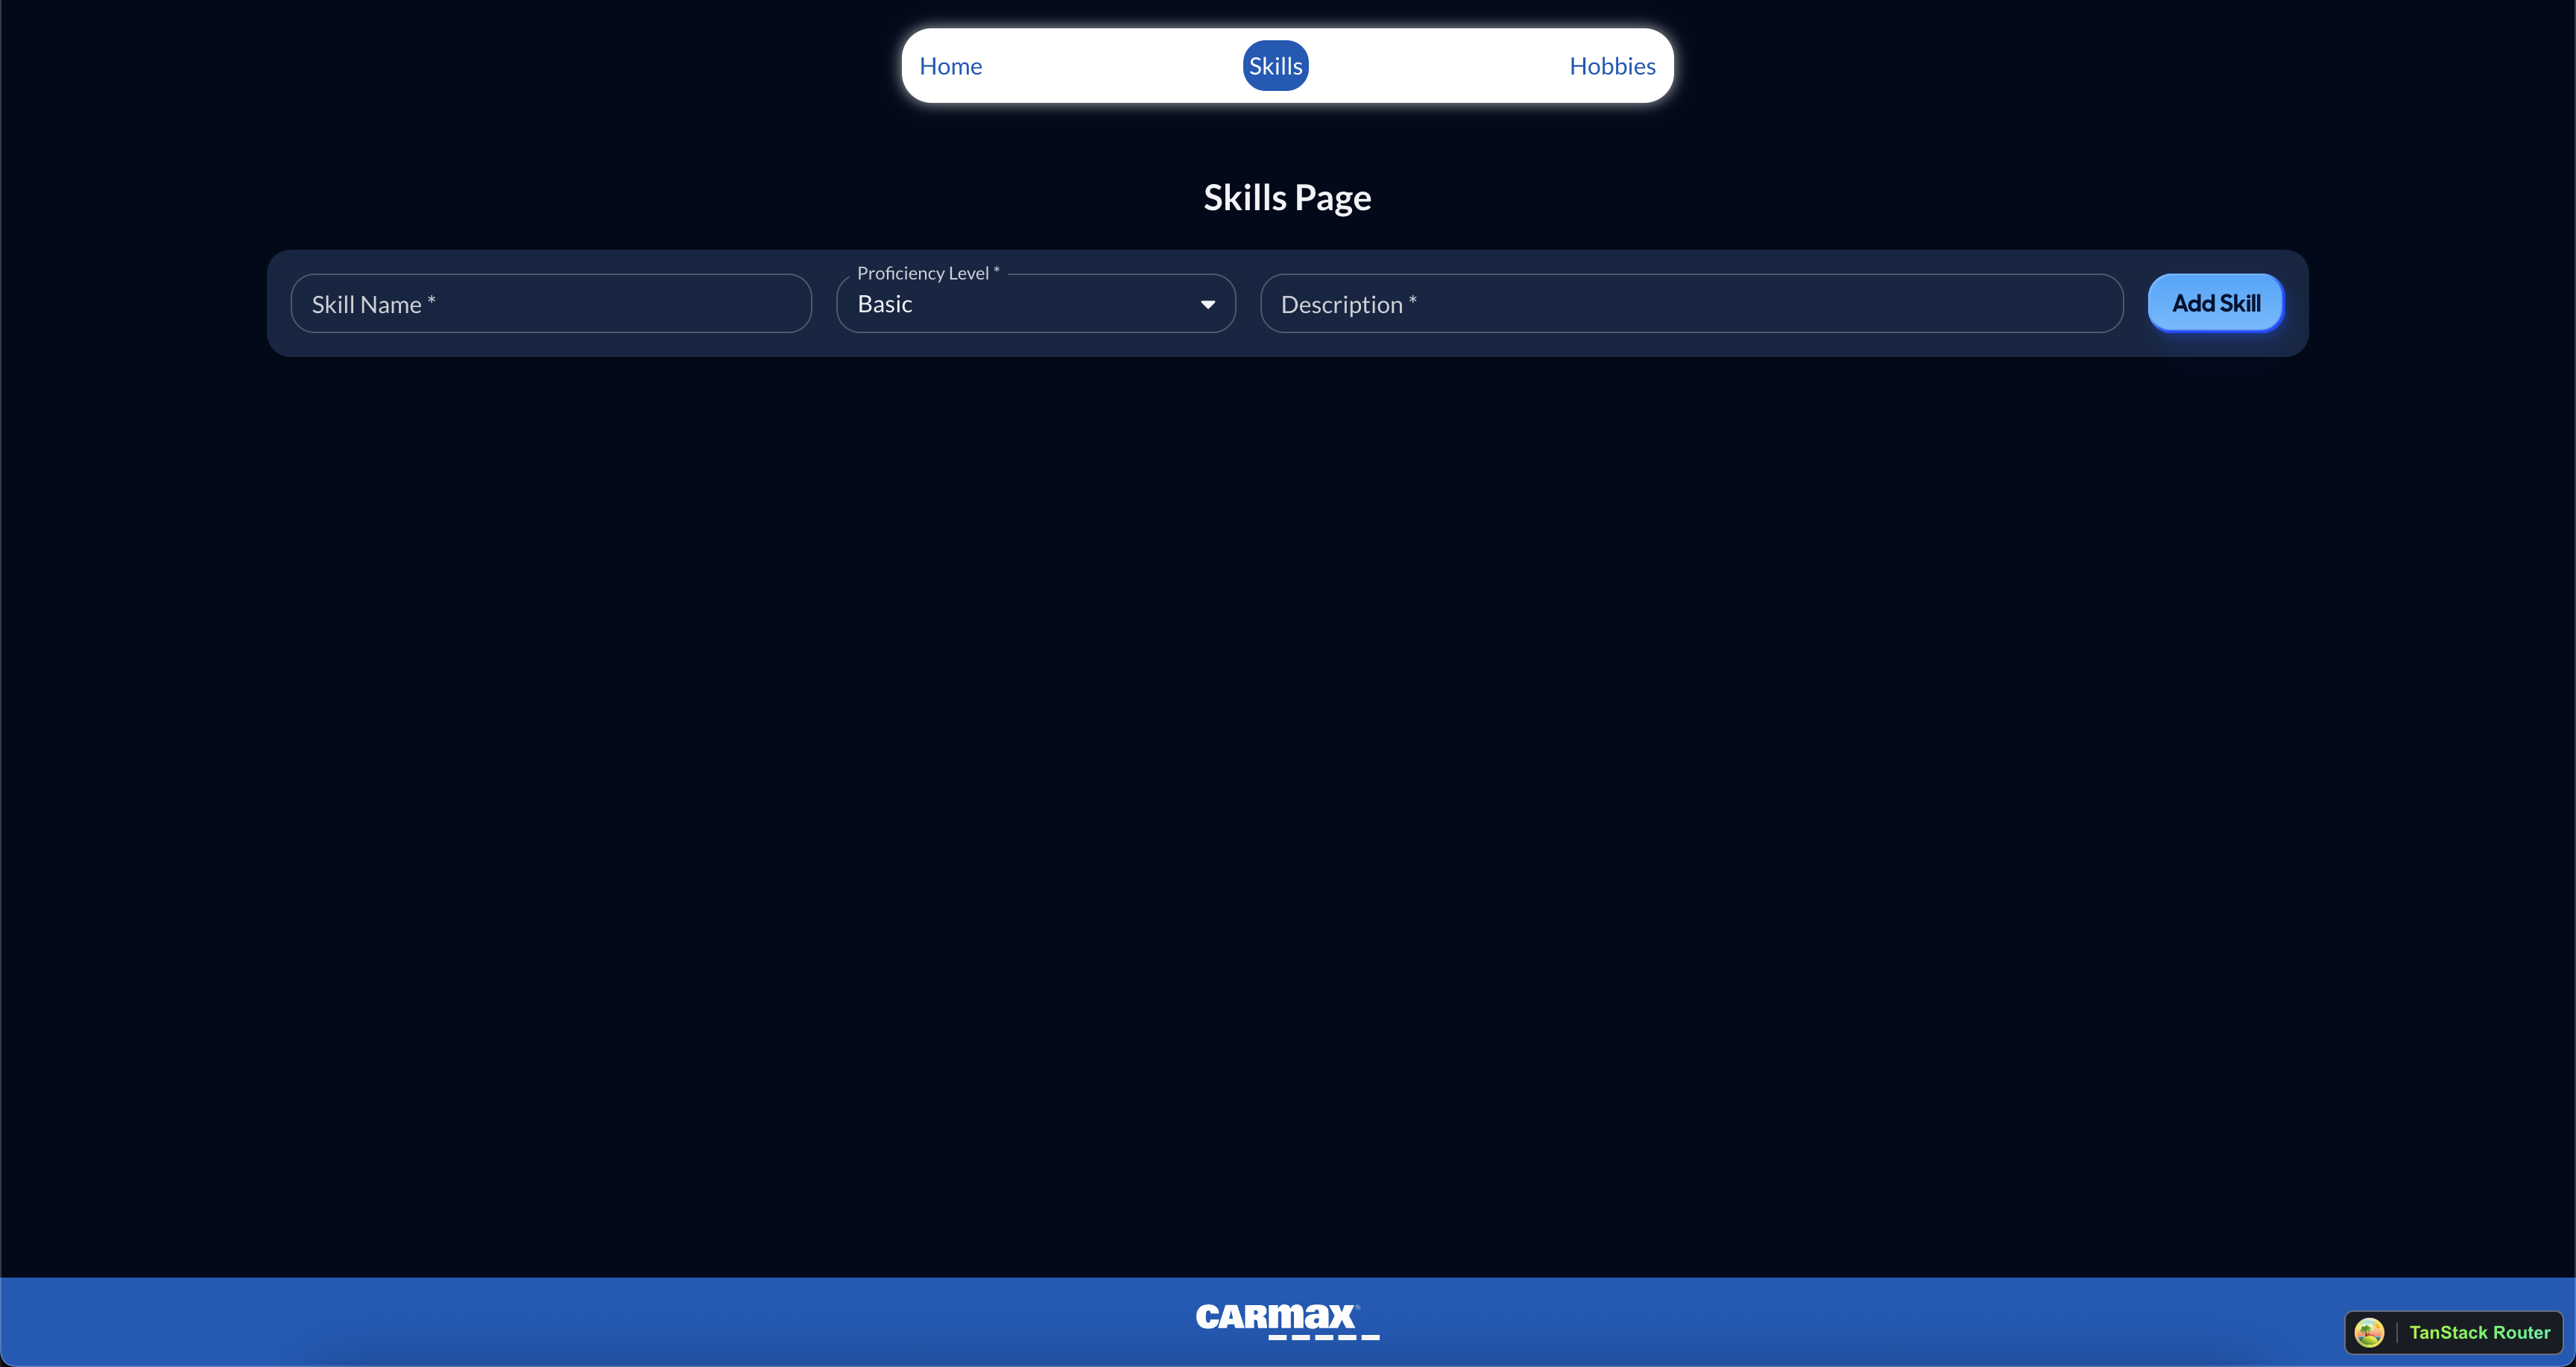 Home
Skills
Hobbies
Skills Page
Skill Name *
Proficiency Level *
Basic
Description *
Add Skill
CARMAX®
TanStack Router